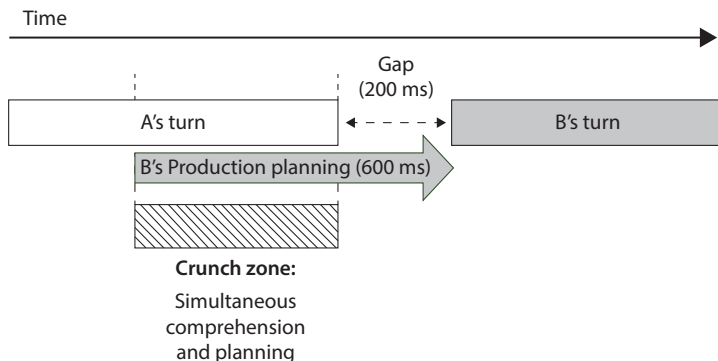 Time
Gap
(200 ms)
A's turn
B's turn
B's Production planning (600 ms)
Crunch zone:
Simultaneous
comprehension
and planning